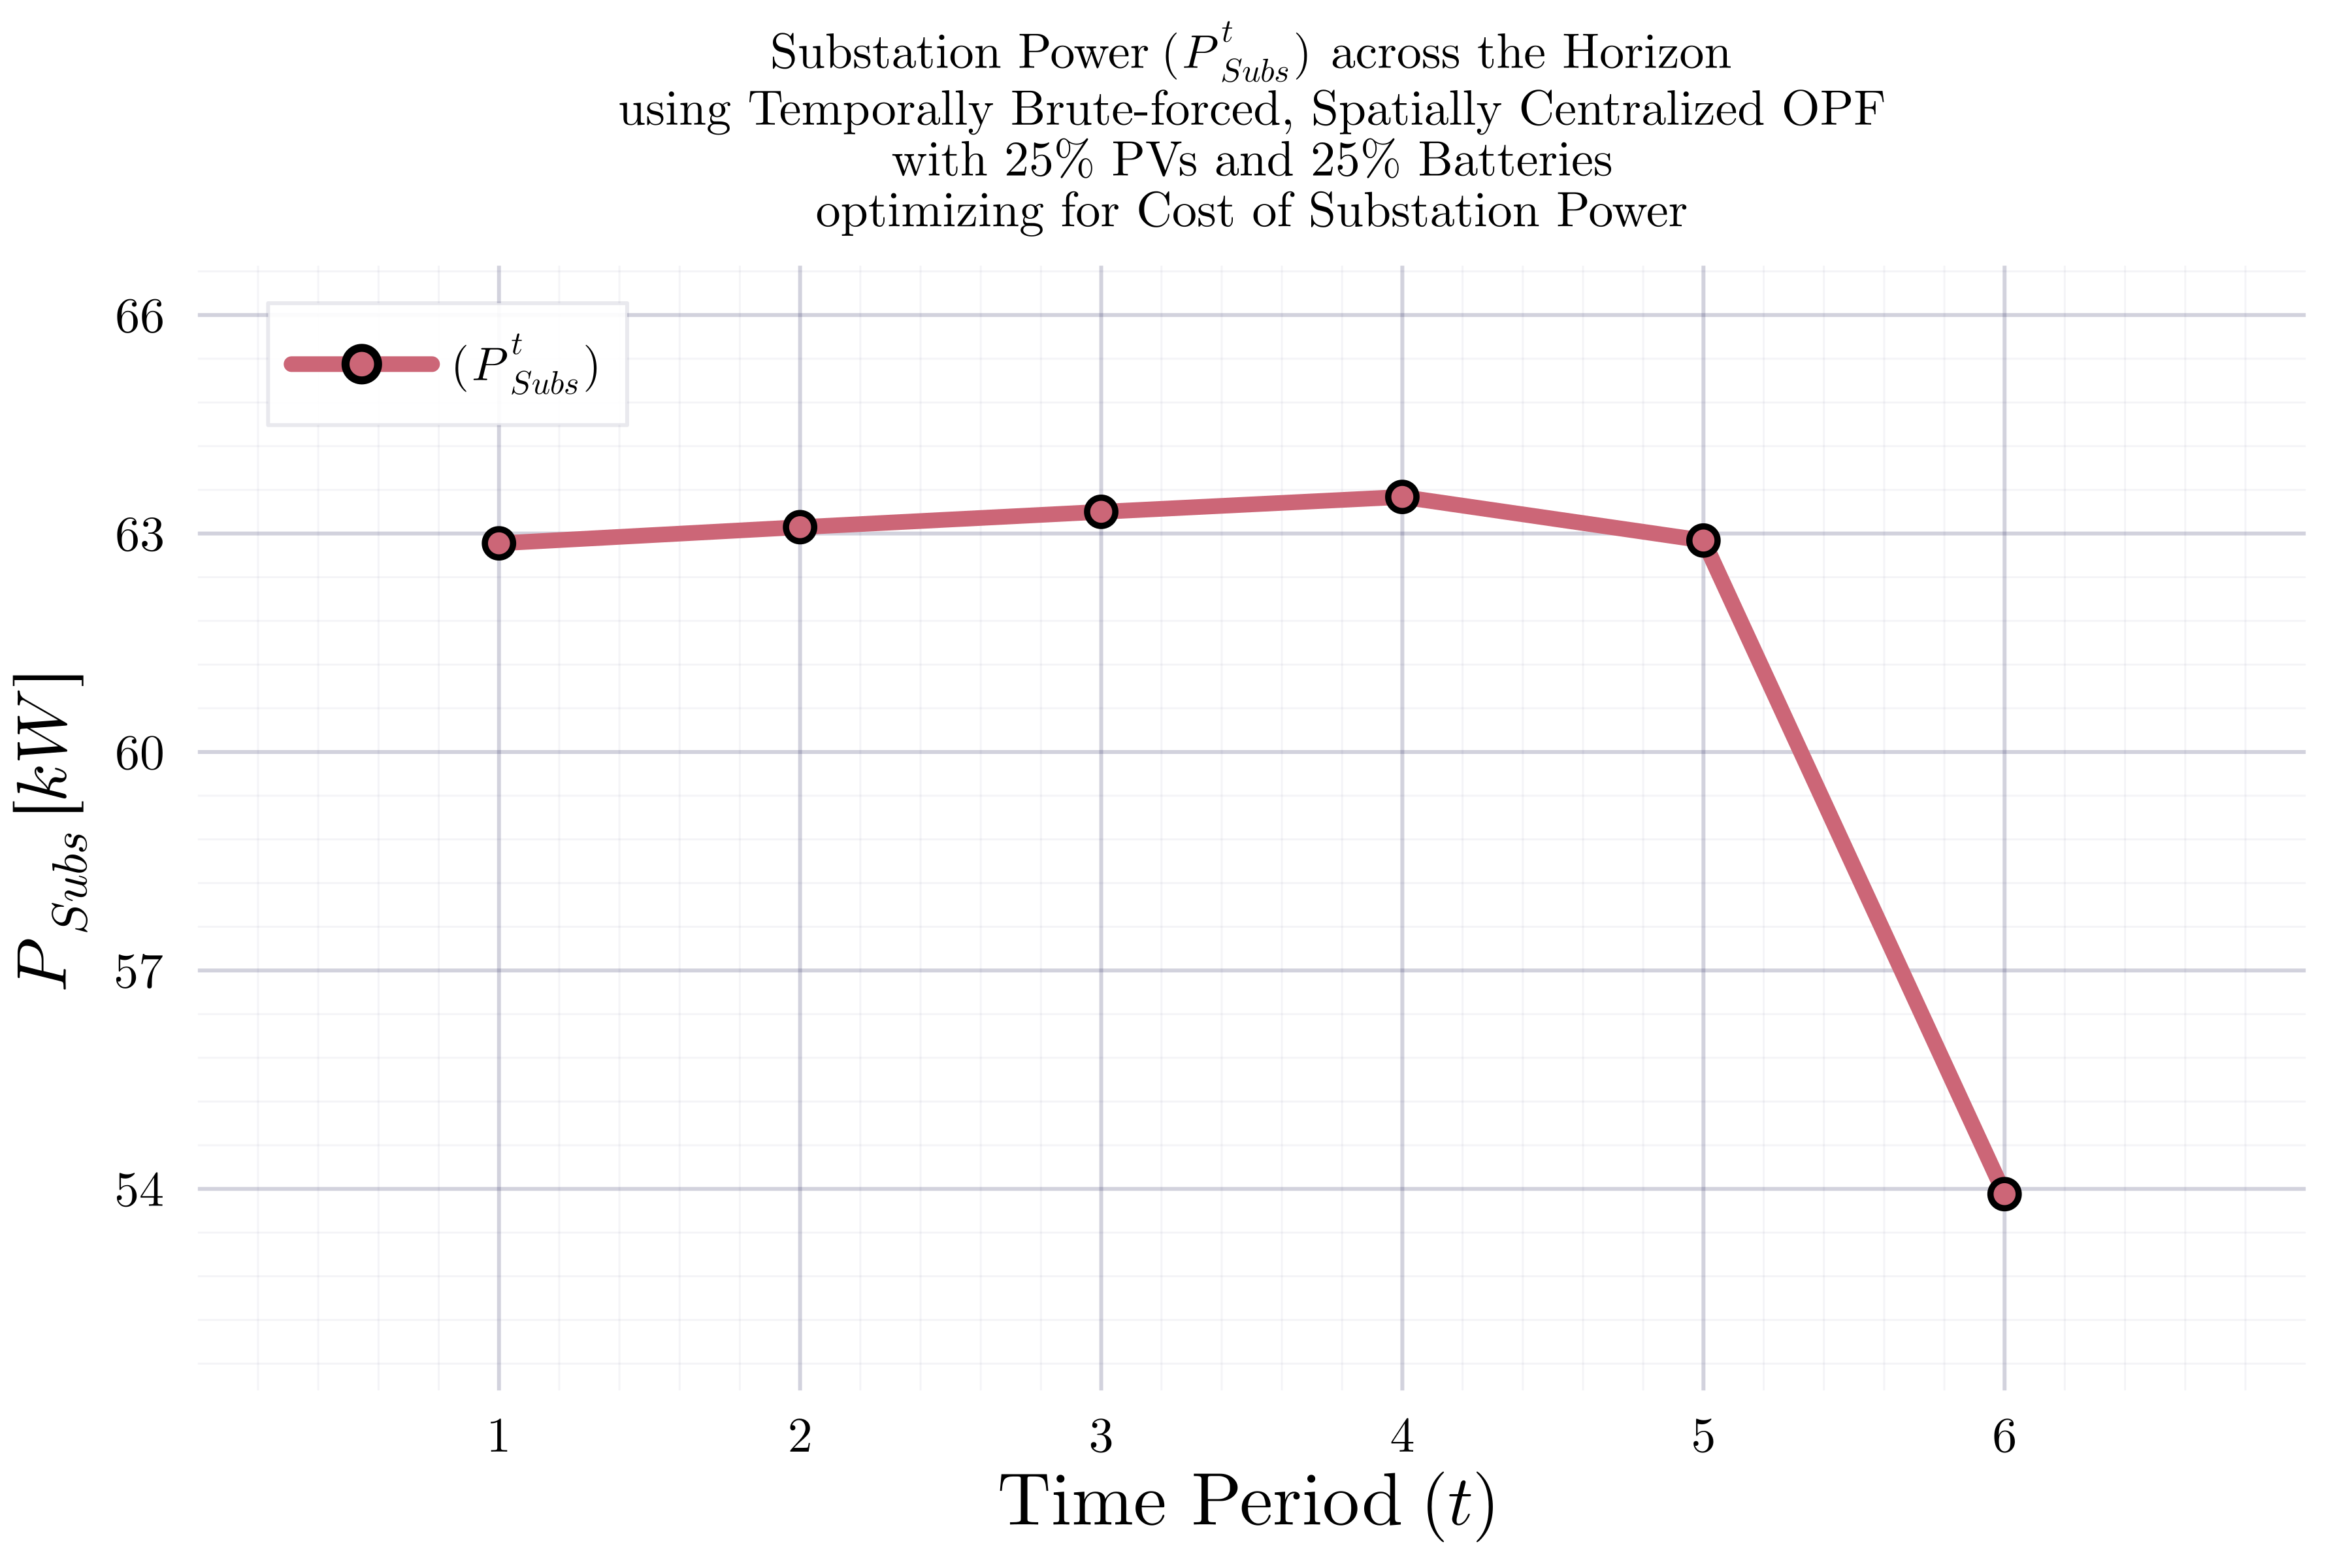 Substation Power (P^t_Subs) across the Horizon
using Temporally Brute-forced, Spatially Centralized OPF
with 25% PVs and 25% Batteries
optimizing for Cost of Substation Power
66
(P^t_Subs)
63
60
57
54
P_Subs [kW]
1 2 3 4 5 6
Time Period (t)